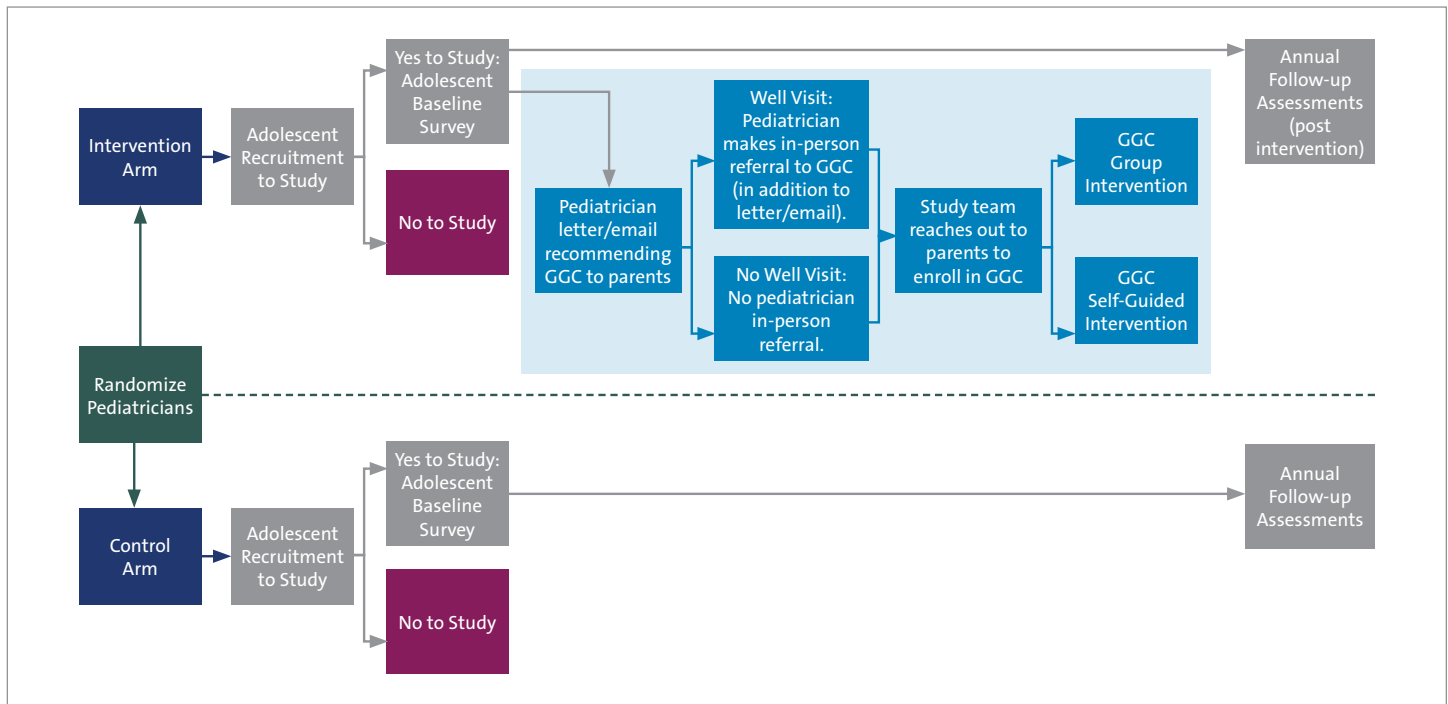 Intervention
Arm
Adolescent
Recruitment
to Study
Yes to Study:
Adolescent
Baseline
Survey
No to Study
Pediatrician
letter/email
recommending
GGC to parents
Well Visit:
Pediatrician
makes in-person
referral to GGC
(in addition to
letter/email).
No Well Visit:
No pediatrician
in-person
referral.
Study team
reaches out to
parents to
enroll in GGC
GGC
Group
Intervention
GGC
Self-Guided
Intervention
Annual
Follow-up
Assessments
(post
intervention)
Randomize
Pediatricians
Control
Arm
Adolescent
Recruitment
to Study
Yes to Study:
Adolescent
Baseline
Survey
No to Study
Annual
Follow-up
Assessments